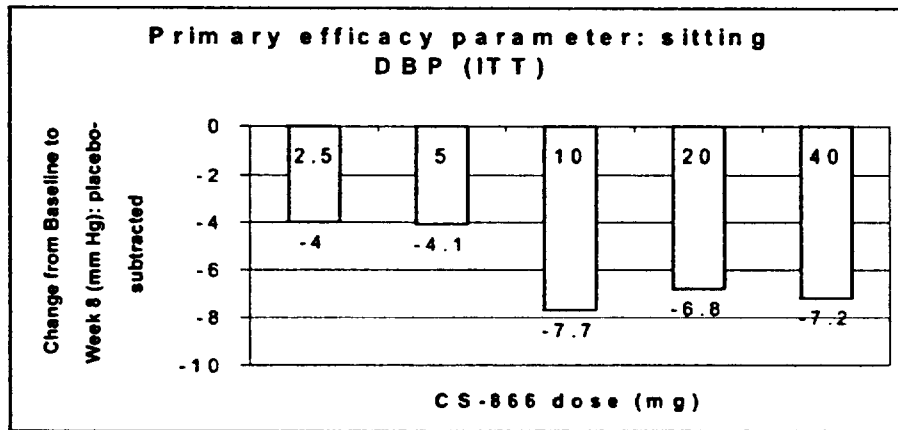 Primary efficacy parameter: sitting
DBP (ITT)
Change from Baseline to
Week 8 (mm Hg): placebo-
subtracted
0
-2
-4
-6
-8
-10
2.5
5
10
20
40
-4
-4.1
-7.7
-6.8
-7.2
CS-866 dose (mg)